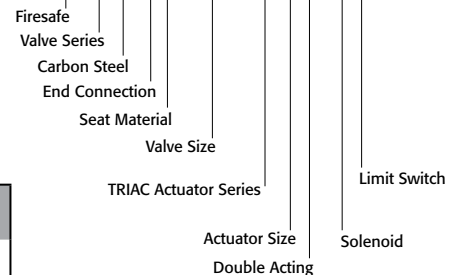 Firesafe
Valve Series
Carbon Steel
End Connection
Seat Material
Valve Size
TRIAC Actuator Series
Limit Switch
Actuator Size
Solenoid
Double Acting